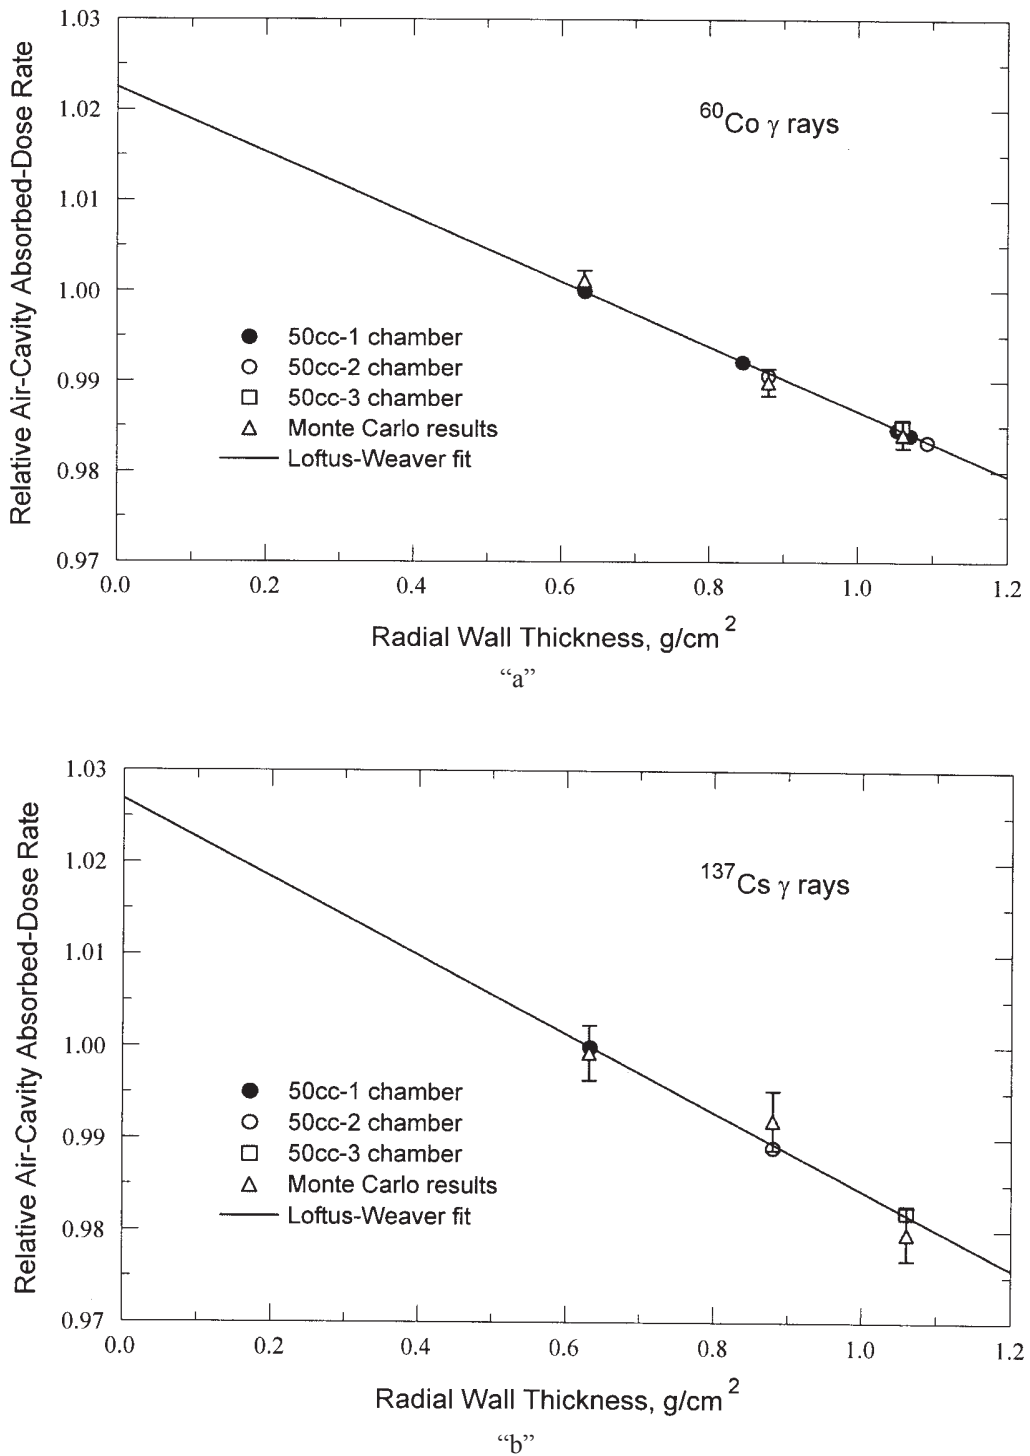 1.03
1.02
1.01
1.00
0.99
0.98
0.97
Relative Air-Cavity Absorbed-Dose Rate
60Co γ rays
50cc-1 chamber
50cc-2 chamber
50cc-3 chamber
Monte Carlo results
Loftus-Weaver fit
0.0 0.2 0.4 0.6 0.8 1.0 1.2
Radial Wall Thickness, g/cm2
“a”
1.03
1.02
1.01
1.00
0.99
0.98
0.97
Relative Air-Cavity Absorbed-Dose Rate
137Cs γ rays
50cc-1 chamber
50cc-2 chamber
50cc-3 chamber
Monte Carlo results
Loftus-Weaver fit
0.0 0.2 0.4 0.6 0.8 1.0 1.2
Radial Wall Thickness, g/cm2
“b”